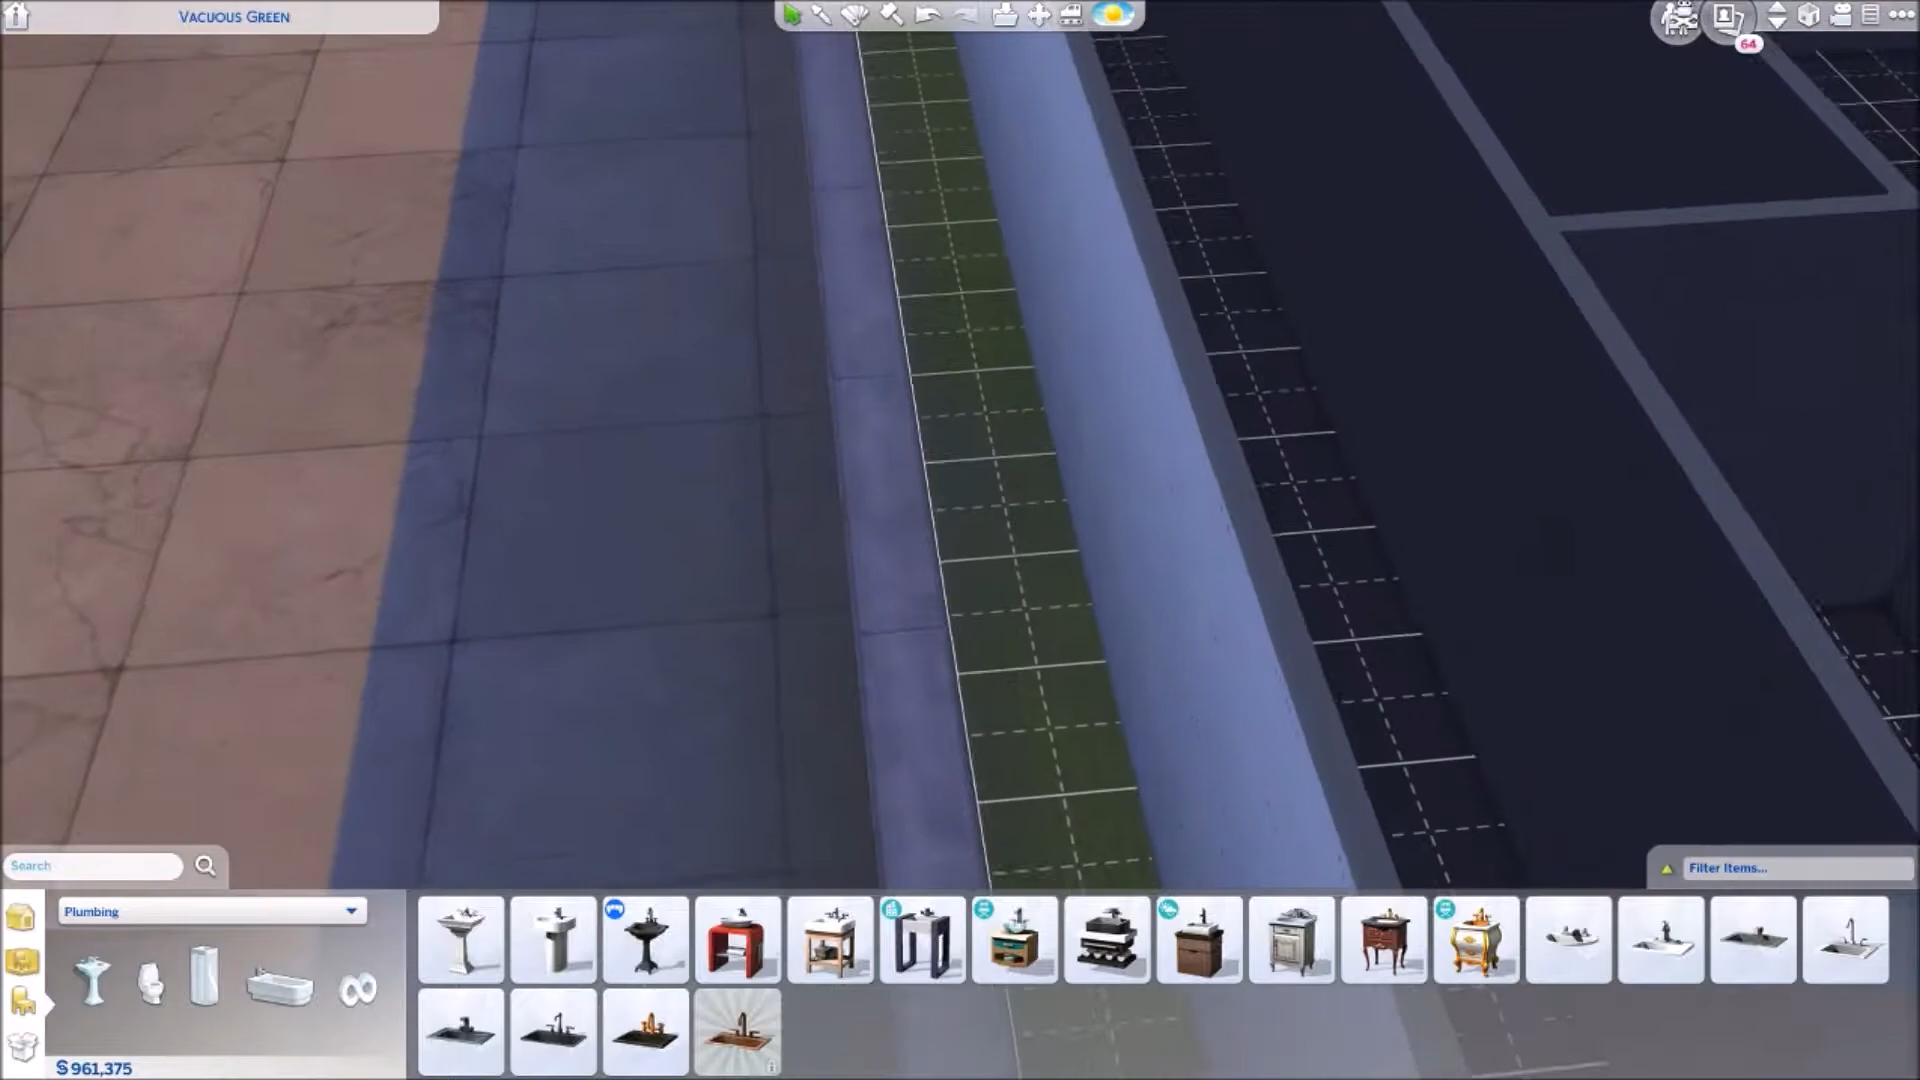 VACUOUS GREEN
64
Search
Filter Items...
Plumbing
§961,375